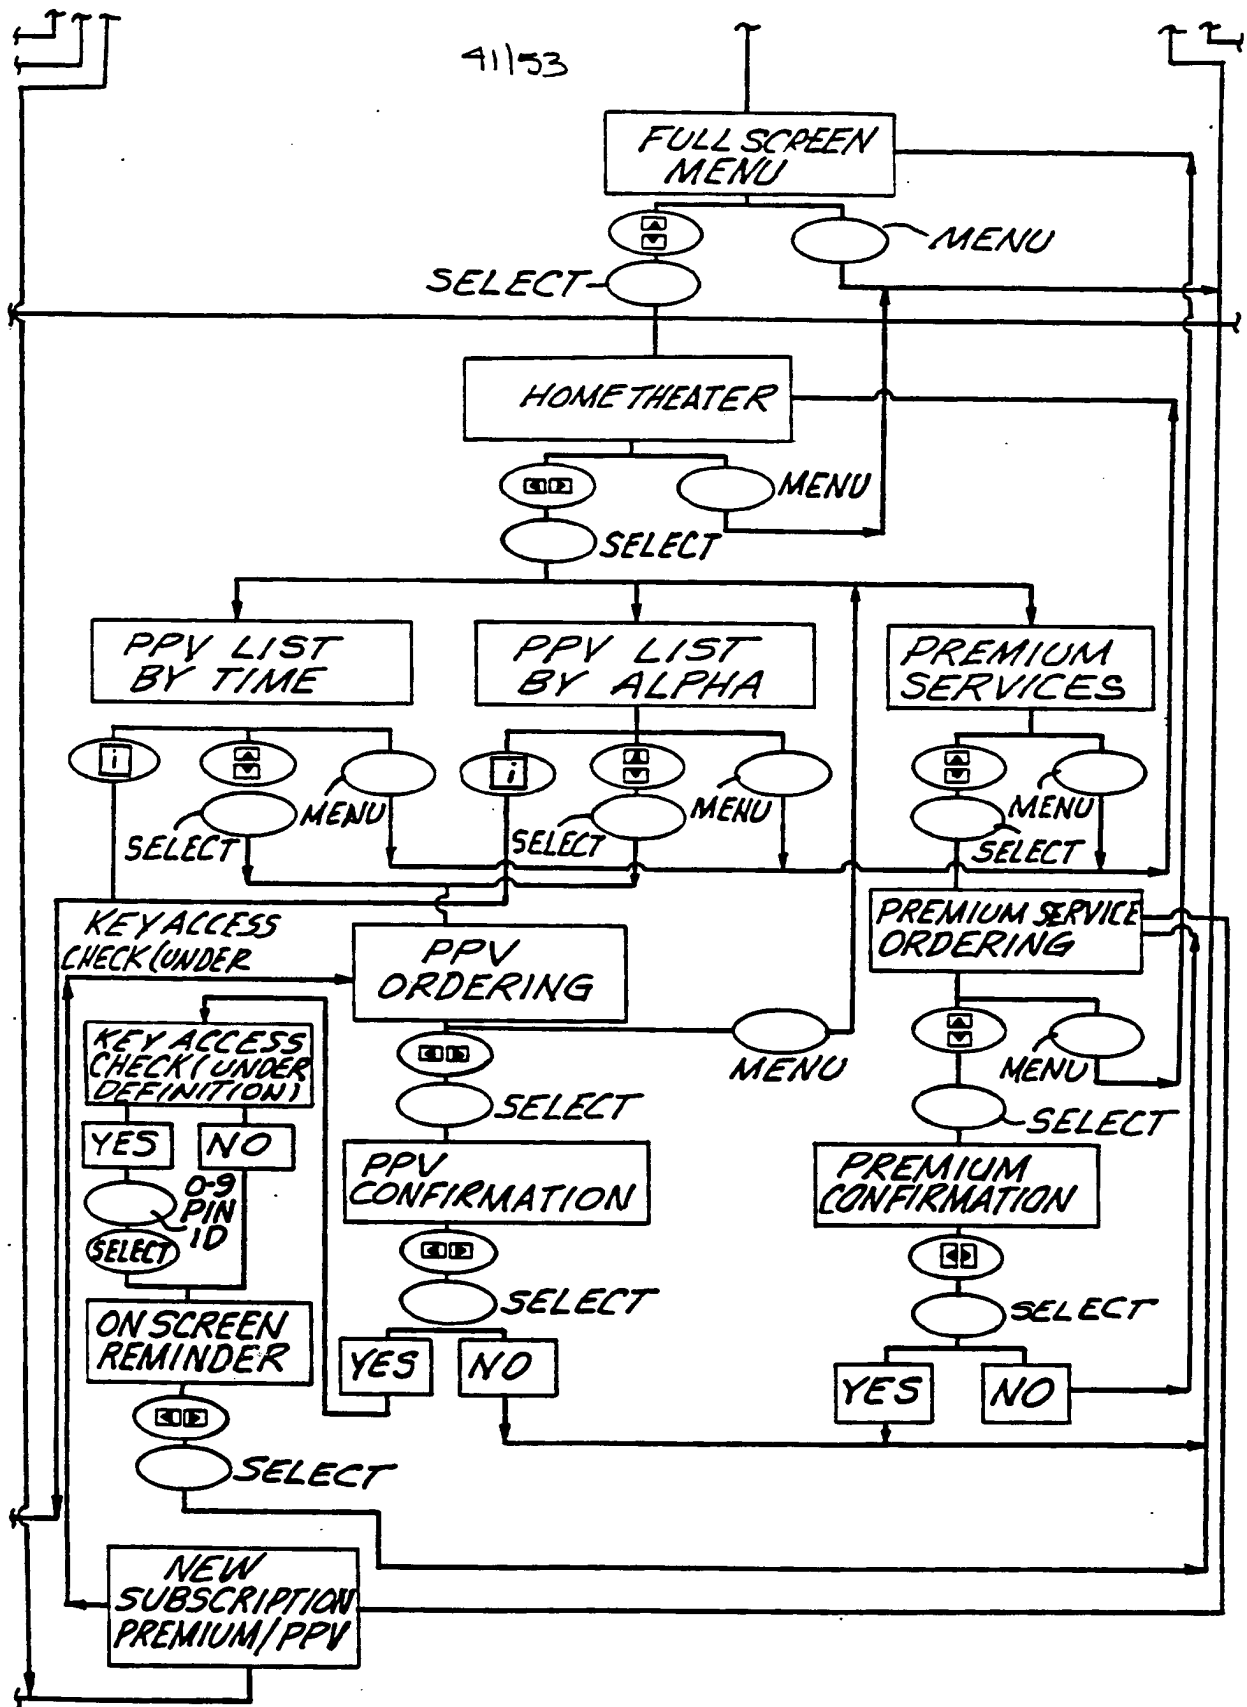 41/53
FULL SCREEN
MENU
MENU
SELECT
HOME THEATER
MENU
SELECT
PPV LIST
BY TIME
PPV LIST
BY ALPHA
PREMIUM
SERVICES
i
i
MENU
SELECT
MENU
SELECT
MENU
SELECT
KEY ACCESS
CHECK (UNDER
PPV
ORDERING
PREMIUM SERVICE
ORDERING
KEY ACCESS
CHECK (UNDER
DEFINITION)
MENU
MENU
SELECT
SELECT
YES
NO
0-9
PIN
ID
SELECT
PPV
CONFIRMATION
PREMIUM
CONFIRMATION
SELECT
SELECT
ON SCREEN
REMINDER
YES
NO
YES
NO
SELECT
NEW
SUBSCRIPTION
PREMIUM/PPV